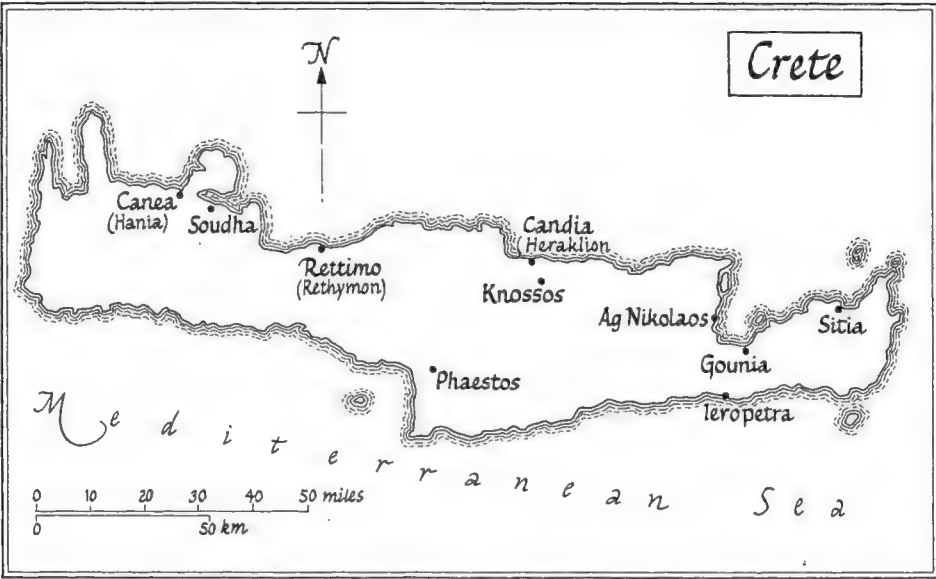 Crete
N
Canea
(Hania)
Soudha
Rettimo
(Rethymon)
Candia
(Heraklion
Knossos
Ag Nikolaos
Sitia
Gounia
Phaestos
Ieropetra
Mediterranean Sea
0 10 20 30 40 50 miles
0 50 km